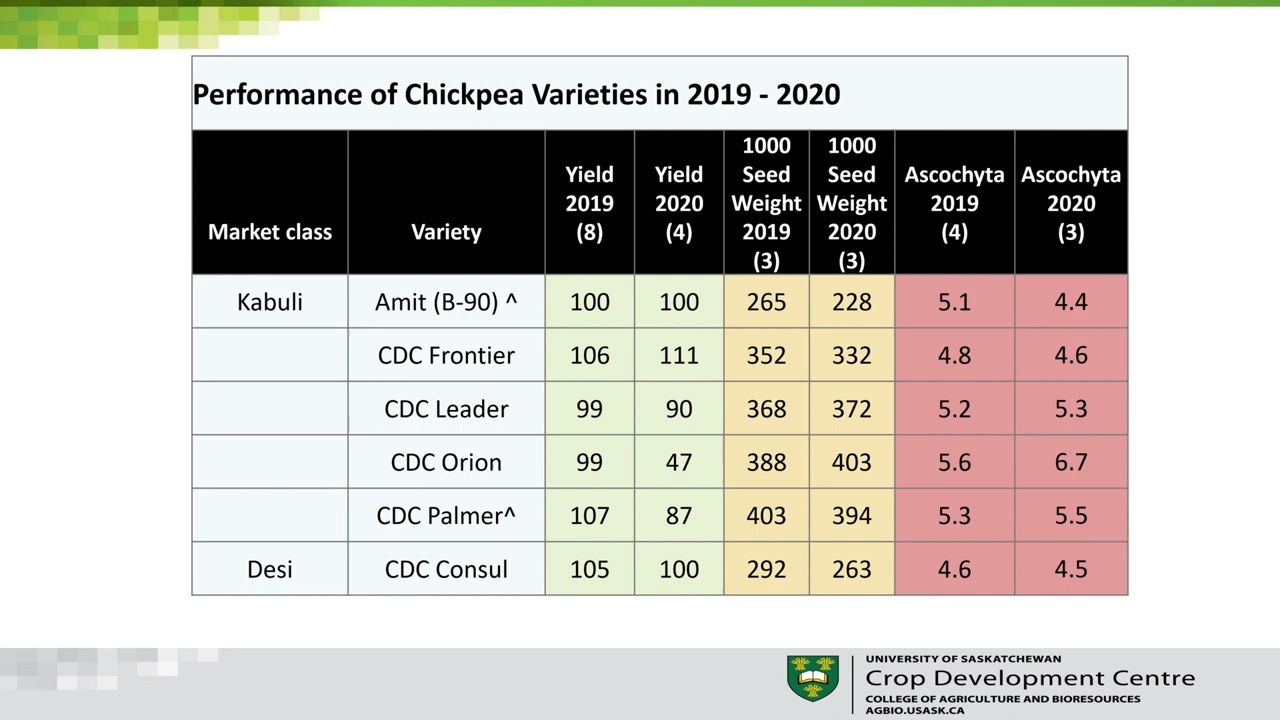 Performance of Chickpea Varieties in 2019 - 2020
Market class Variety Yield 2019 (8) Yield 2020 (4) 1000 Seed Weight 2019 (3) 1000 Seed Weight 2020 (3) Ascochyta 2019 (4) Ascochyta 2020 (3)
Kabuli Amit (B-90) ^ 100 100 265 228 5.1 4.4
CDC Frontier 106 111 352 332 4.8 4.6
CDC Leader 99 90 368 372 5.2 5.3
CDC Orion 99 47 388 403 5.6 6.7
CDC Palmer^ 107 87 403 394 5.3 5.5
Desi CDC Consul 105 100 292 263 4.6 4.5
UNIVERSITY OF SASKATCHEWAN
Crop Development Centre
COLLEGE OF AGRICULTURE AND BIORESOURCES
AGBIO.USASK.CA